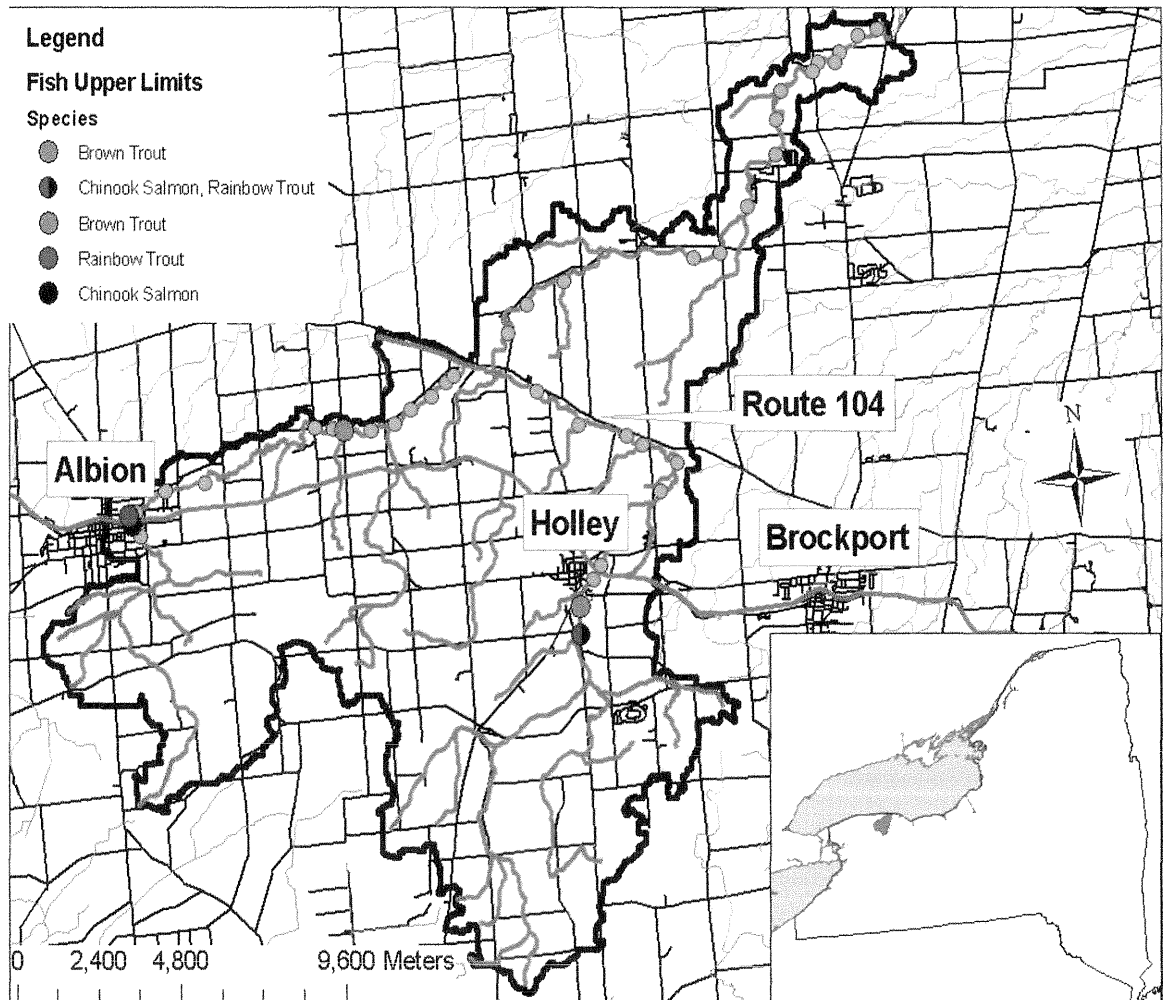 Legend
Fish Upper Limits
Species
Brown Trout
Chinook Salmon, Rainbow Trout
Brown Trout
Rainbow Trout
Chinook Salmon
Route 104
N
Albion
Holley
Brockport
0 2,400 4,800 9,600 Meters